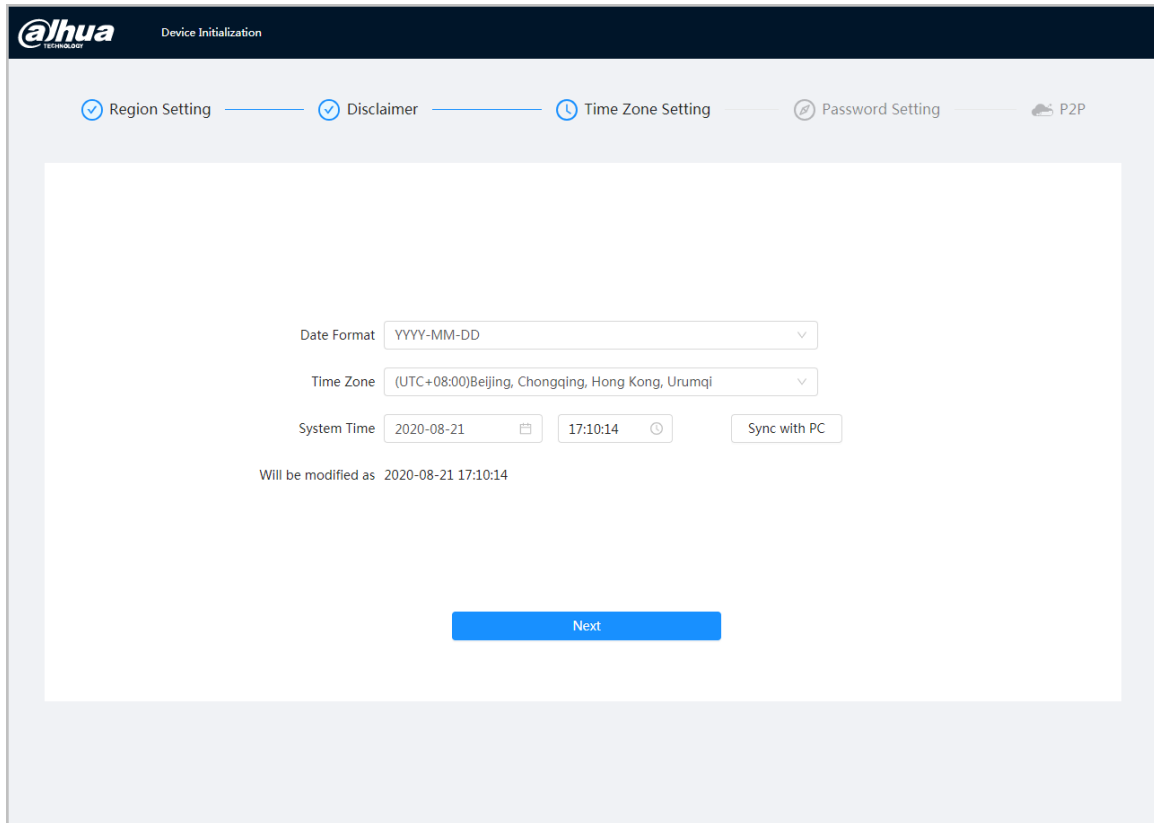 alhua
TECHNOLOGY
Device Initialization
Region Setting
Disclaimer
Time Zone Setting
Password Setting
P2P
Date Format YYYY-MM-DD
Time Zone (UTC+08:00)Beijing, Chongqing, Hong Kong, Urumqi
System Time 2020-08-21 17:10:14 Sync with PC
Will be modified as 2020-08-21 17:10:14
Next